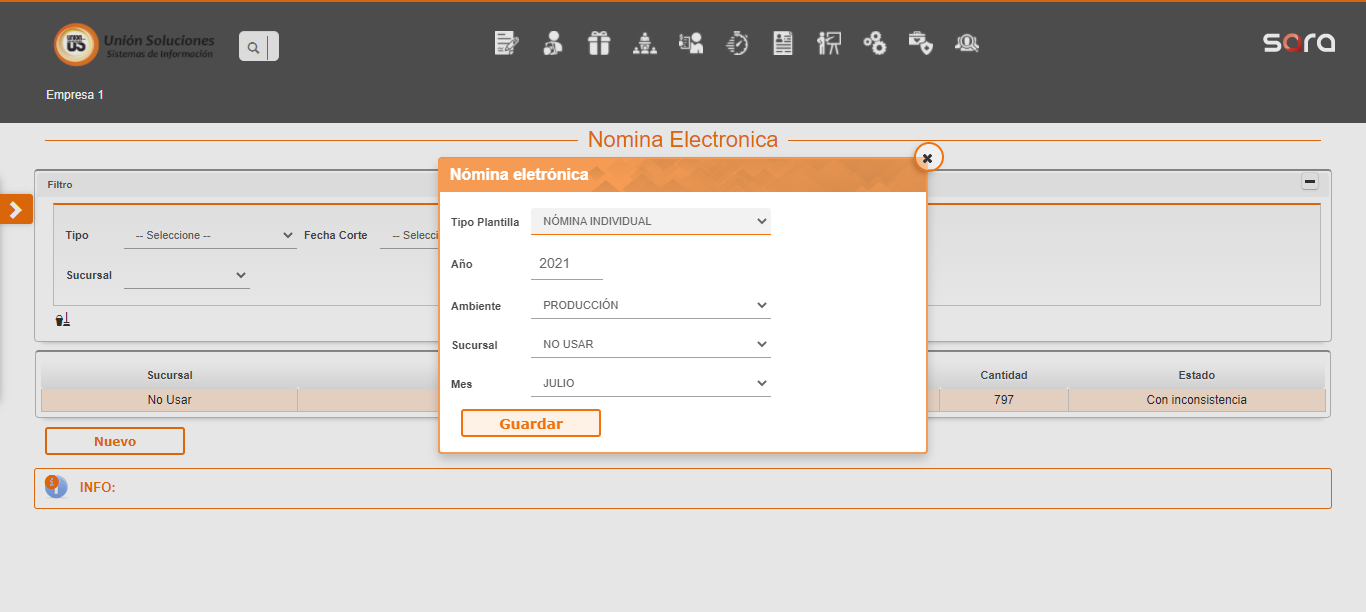 UNION
US
Unión Soluciones
Sistemas de Información
sara
Empresa 1
Nomina Electronica
Nómina eletrónica
Filtro
Tipo -- Seleccione -- Fecha Corte -- Selecci
Sucursal
Tipo Plantilla NÓMINA INDIVIDUAL
Año 2021
Ambiente PRODUCCIÓN
Sucursal NO USAR
Mes JULIO
Guardar
Sucursal Cantidad Estado
No Usar 797 Con inconsistencia
Nuevo
INFO: